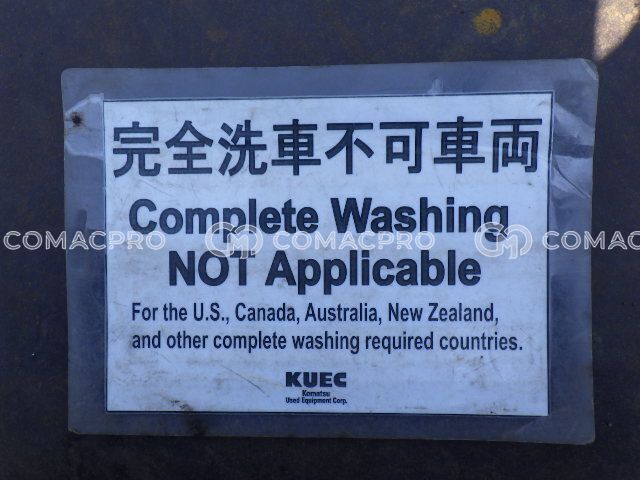 完全洗車不可車両
Complete Washing
COMACPRO COMACPRO COMACPRO
NOT Applicable
For the U.S., Canada, Australia, New Zealand,
and other complete washing required countries.
KUEC
Komatsu
Used Equipment Corp.